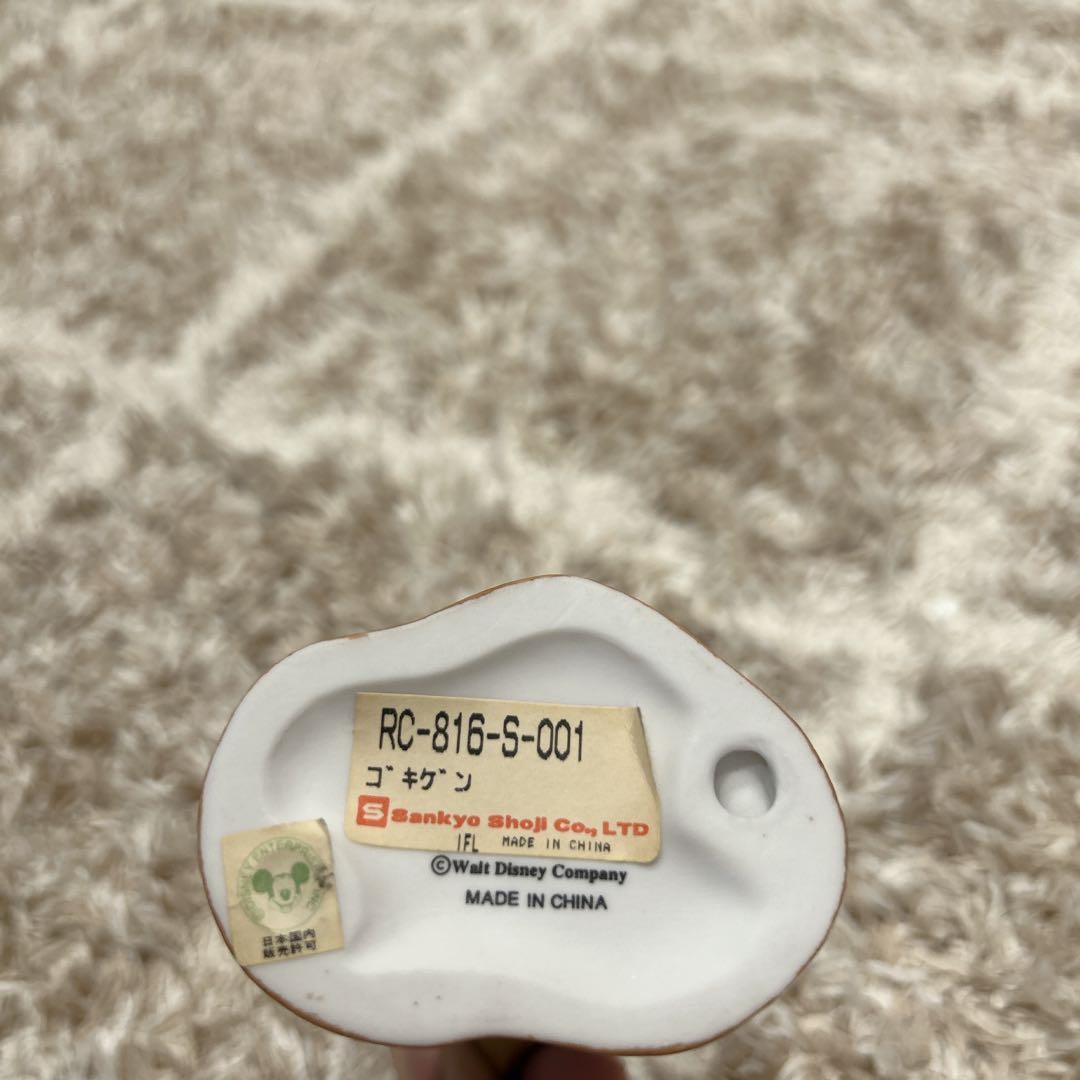 RC-816-S-001
ゴキゲン
S Sankyo Shoji Co., LTD
IFL MADE IN CHINA
©Walt Disney Company
MADE IN CHINA
日本国内
販売許可